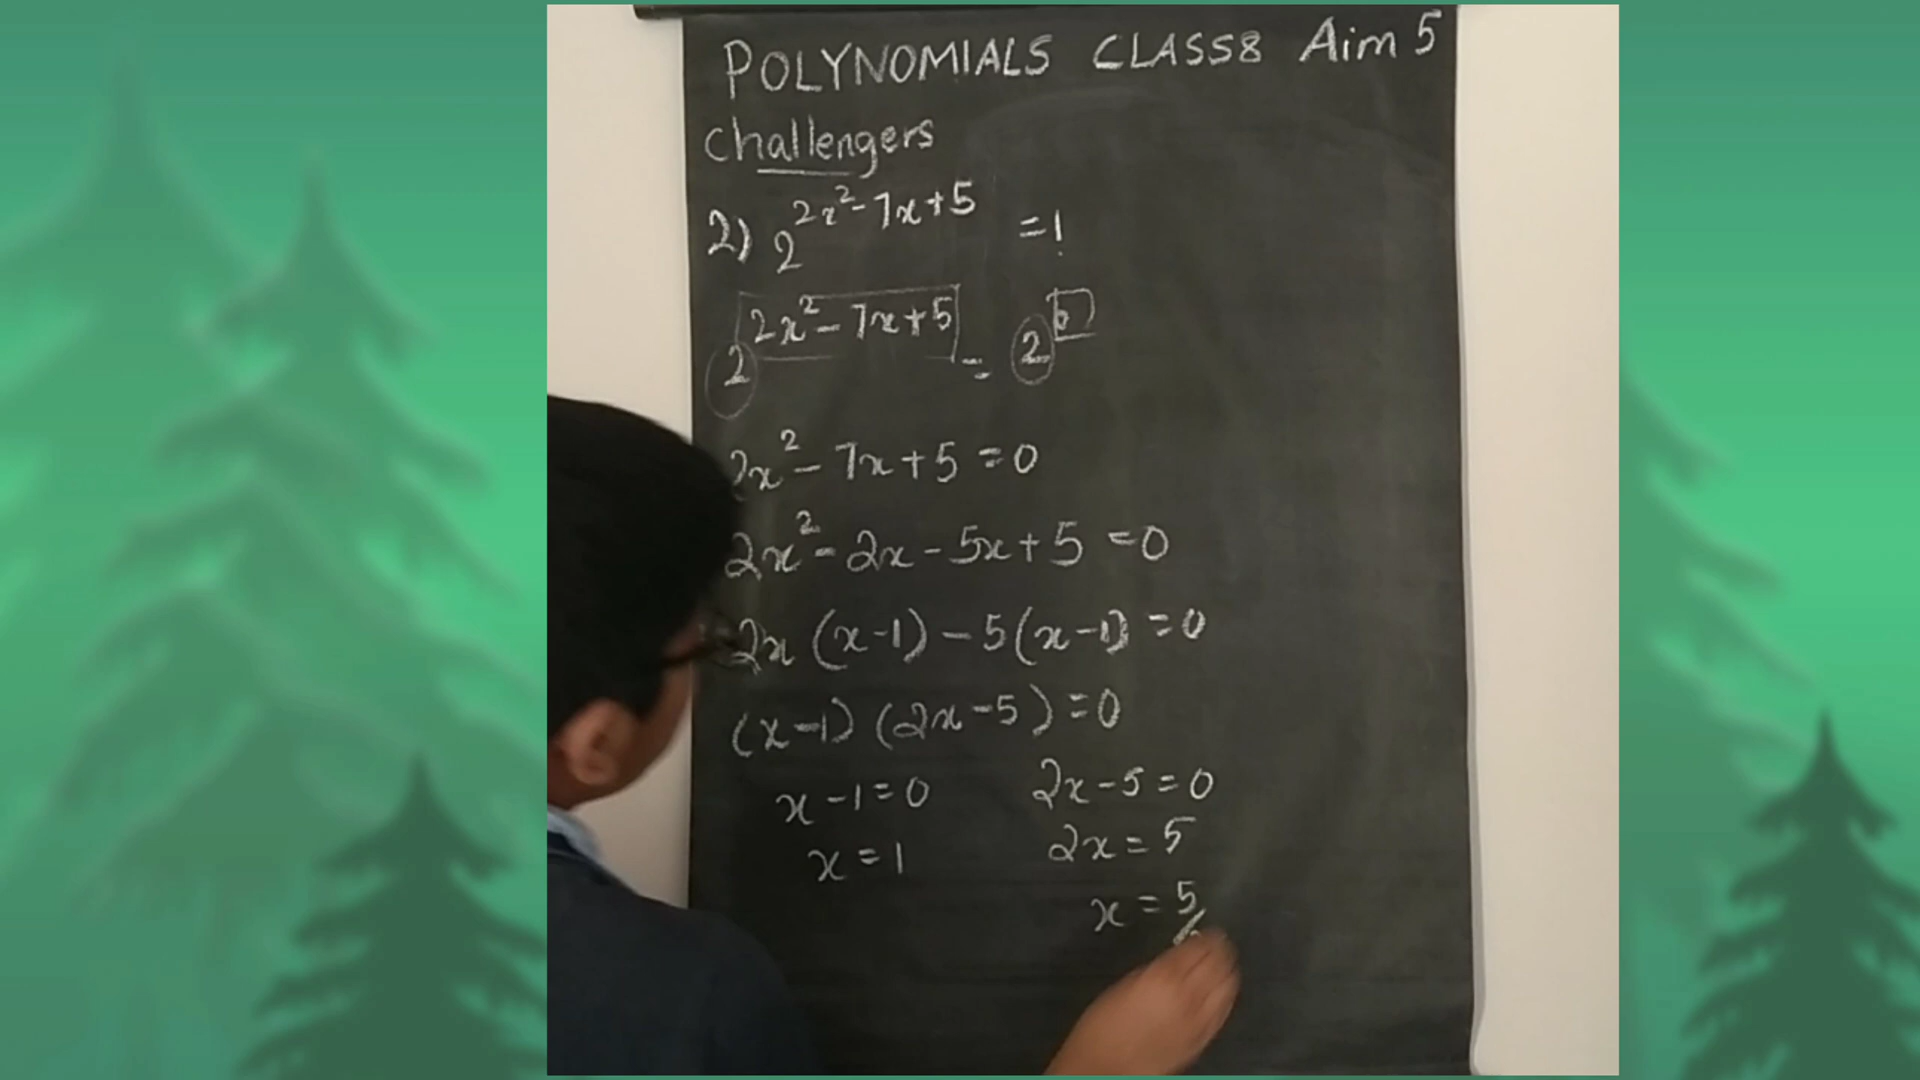 POLYNOMIALS CLASS8 Aim 5
challengers
2) 2^{2x²-7x+5} = 1
2^{2x²-7x+5} = 2^{0}
2x²-7x+5=0
2x²-2x-5x+5=0
2x(x-1)-5(x-1)=0
(x-1)(2x-5)=0
x-1=0 2x-5=0
x=1 2x=5
x=5/